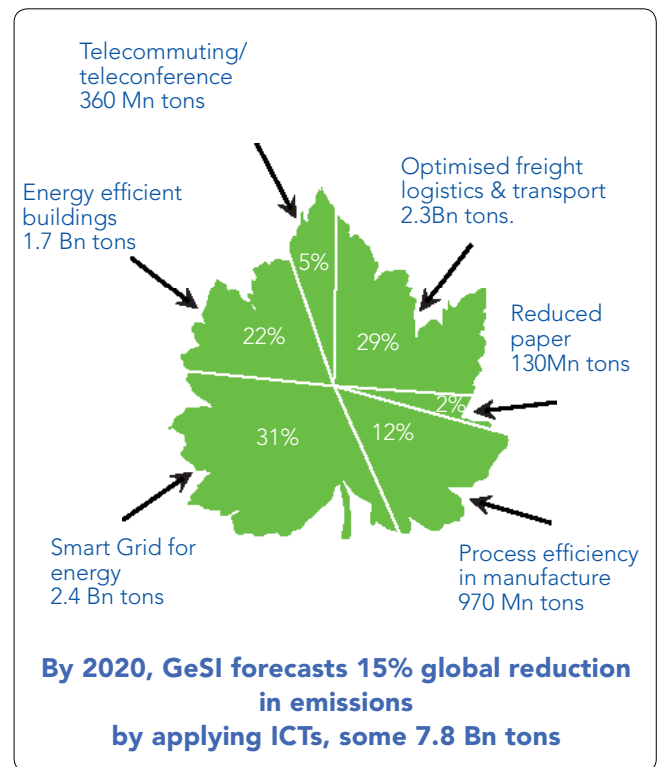 Telecommuting/
teleconference
360 Mn tons
Optimised freight
logistics & transport
2.3Bn tons.
Energy efficient
buildings
1.7 Bn tons
Reduced
paper
130Mn tons
5%
22%
29%
2%
12%
31%
Smart Grid for
energy
2.4 Bn tons
Process efficiency
in manufacture
970 Mn tons
By 2020, GeSI forecasts 15% global reduction
in emissions
by applying ICTs, some 7.8 Bn tons